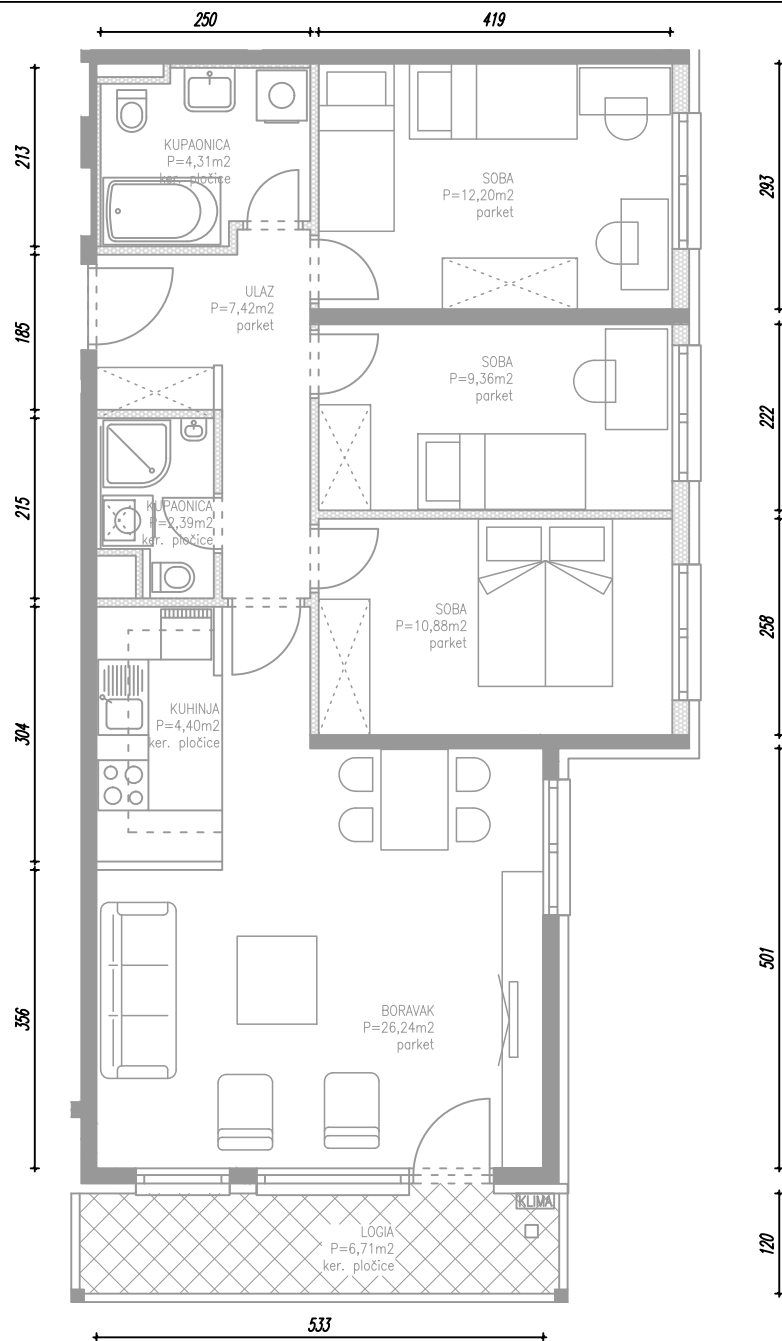 250
419
213
KUPAONICA
P=4,31m2
ker. pločice
SOBA
P=12,20m2
parket
293
ULAZ
P=7,42m2
parket
185
SOBA
P=9,36m2
parket
222
215
KUPAONICA
P=2,39m2
ker. pločice
SOBA
P=10,88m2
parket
258
304
KUHINJA
P=4,40m2
ker. pločice
501
356
BORAVAK
P=26,24m2
parket
KLIMA
LOGIA
P=6,71m2
ker. pločice
120
533